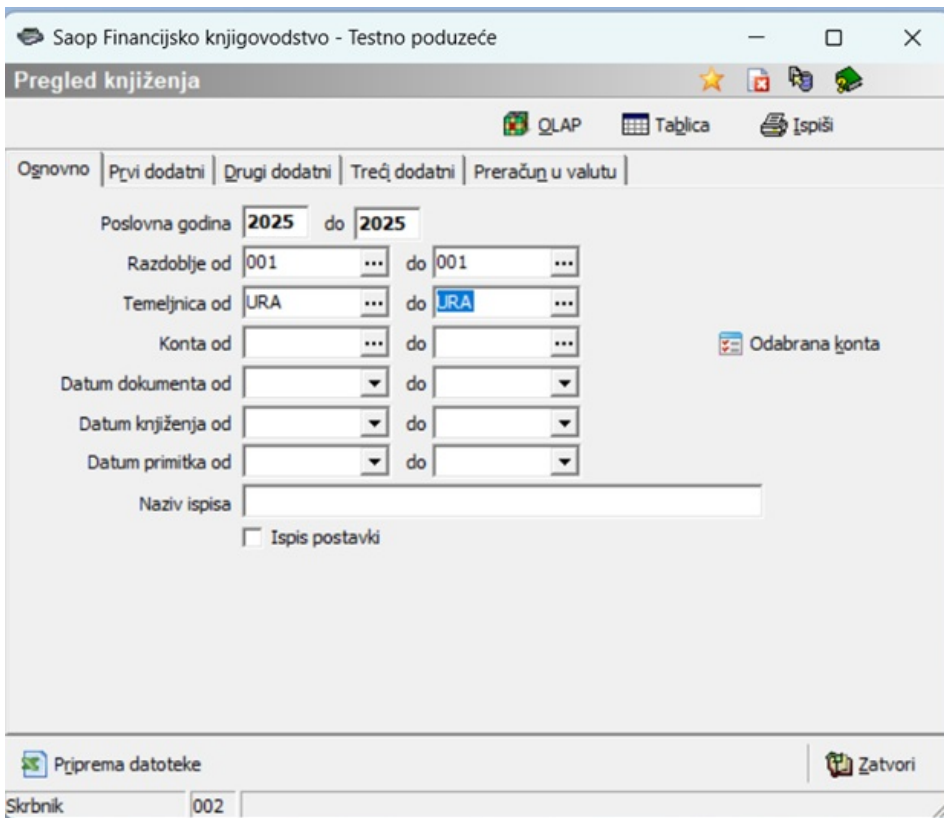 Saop Financijsko knjigovodstvo - Testno poduzeće
Pregled knjiženja
OLAP Tablica Ispiši
Osnovno Prvi dodatni Drugi dodatni Treći dodatni Preračun u valutu
Poslovna godina 2025 do 2025
Razdoblje od 001 ... do 001 ...
Temeljnica od URA ... do URA ...
Konta od ... do ... Odabrana konta
Datum dokumenta od do
Datum knjiženja od do
Datum primitka od do
Naziv ispisa
Ispis postavki
Priprema datoteke Zatvori
Skrbnik 002